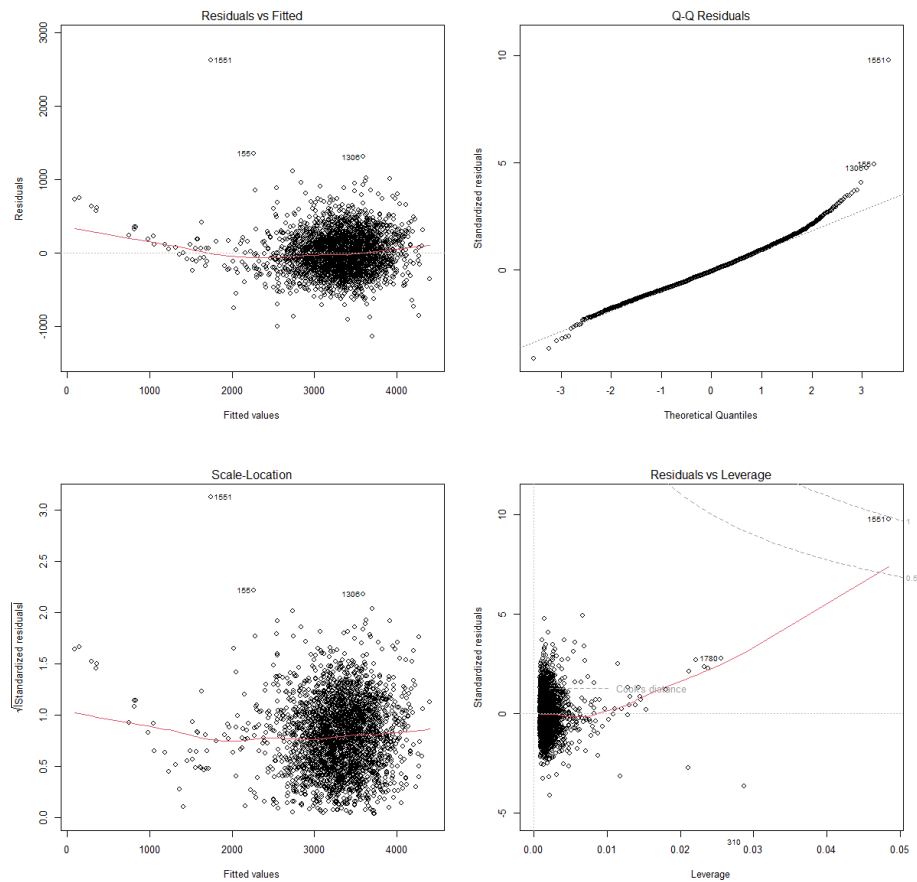 Residuals vs Fitted
Residuals
3000
2000
1000
0
-1000
1551
155
1306
0 1000 2000 3000 4000
Fitted values
Q-Q Residuals
Standardized residuals
10
5
0
1551
155
1306
-3 -2 -1 0 1 2 3
Theoretical Quantiles
Scale-Location
√|Standardized residuals|
3.0
2.5
2.0
1.5
1.0
0.5
0.0
1551
155
1306
0 1000 2000 3000 4000
Fitted values
Residuals vs Leverage
Standardized residuals
10
5
0
-5
1551
1
0.5
1780
Cook's distance
310
0.00 0.01 0.02 0.03 0.04 0.05
Leverage